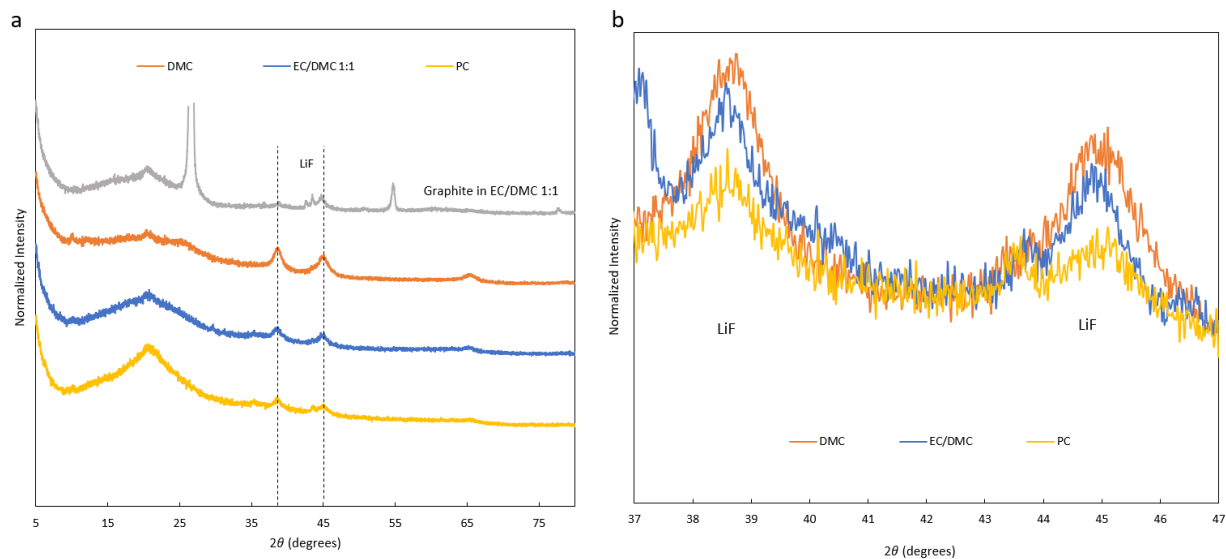 a
DMC
EC/DMC 1:1
PC
LiF
Graphite in EC/DMC 1:1
Normalized Intensity
5 15 25 35 45 55 65 75
2θ (degrees)
b
Normalized Intensity
LiF
LiF
DMC
EC/DMC
PC
37 38 39 40 41 42 43 44 45 46 47
2θ (degrees)